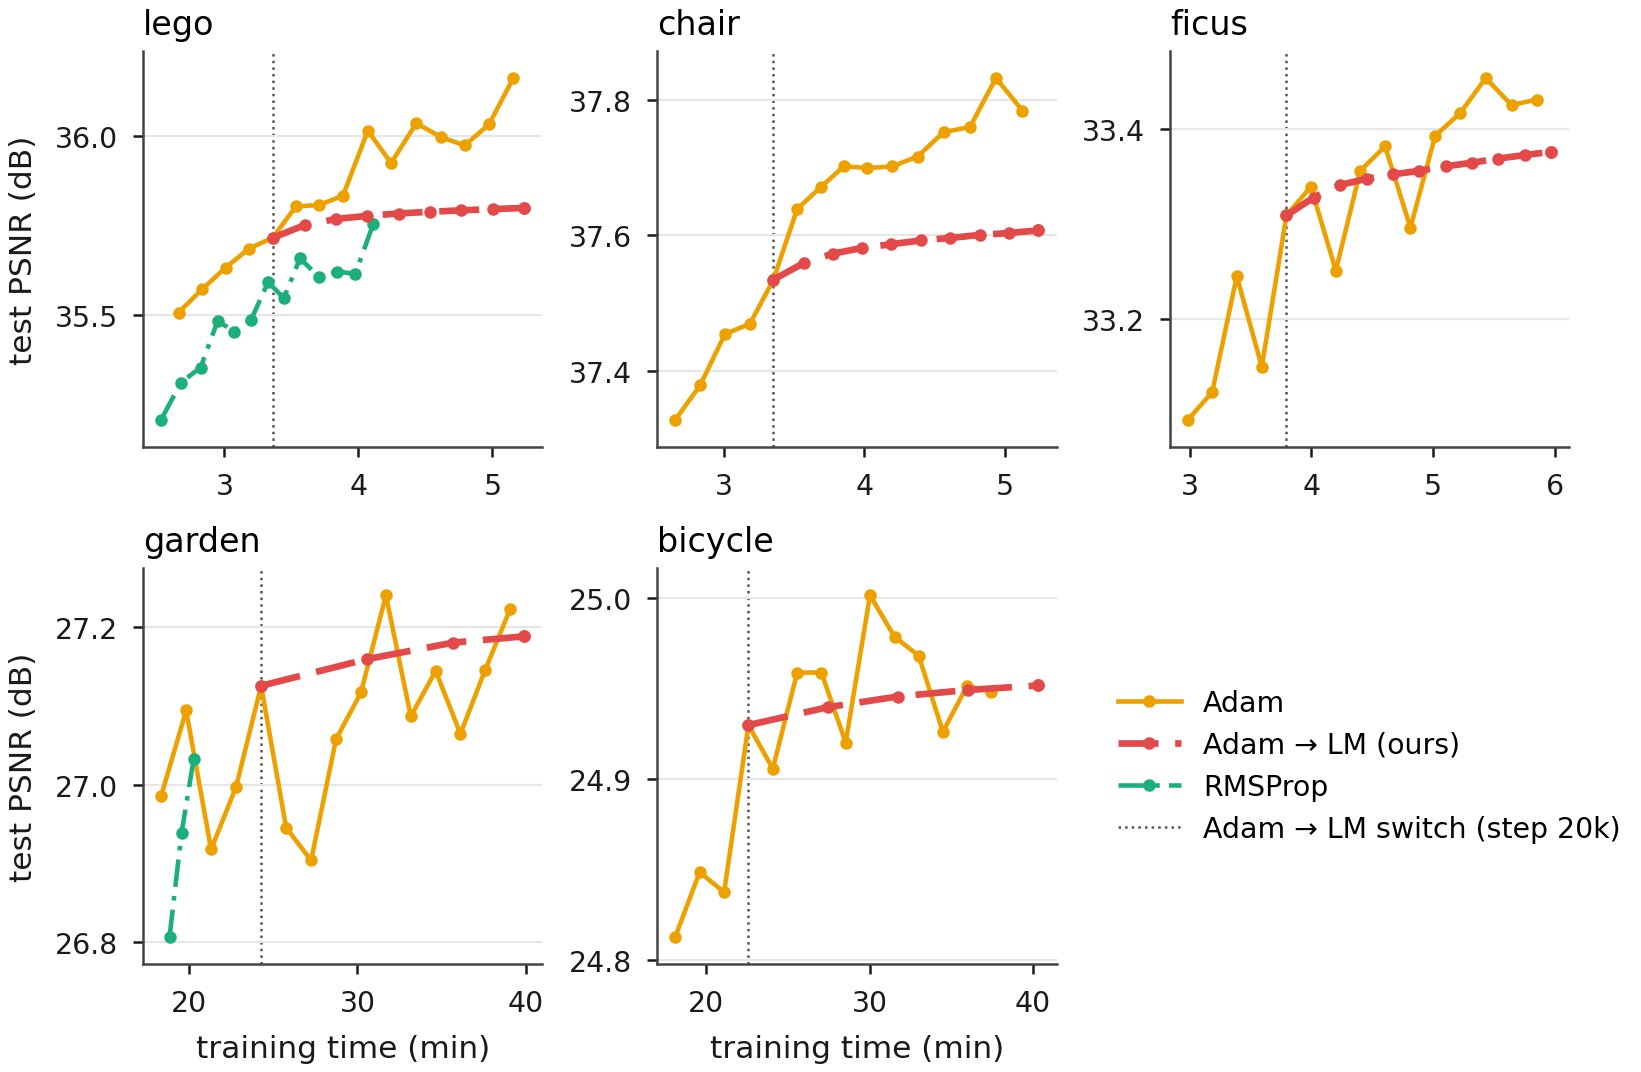 lego
chair
ficus
test PSNR (dB)
36.0
35.5
3
4
5
37.8
37.6
37.4
3
4
5
33.4
33.2
3
4
5
6
garden
bicycle
test PSNR (dB)
27.2
27.0
26.8
20
30
40
training time (min)
25.0
24.9
24.8
20
30
40
training time (min)
Adam
Adam → LM (ours)
RMSProp
Adam → LM switch (step 20k)